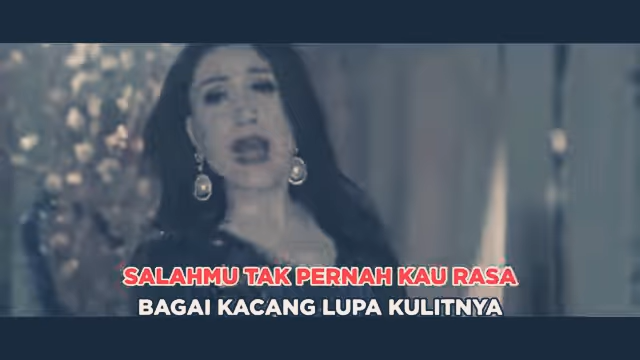 SALAHMU TAK PERNAH KAU RASA
BAGAI KACANG LUPA KULITNYA